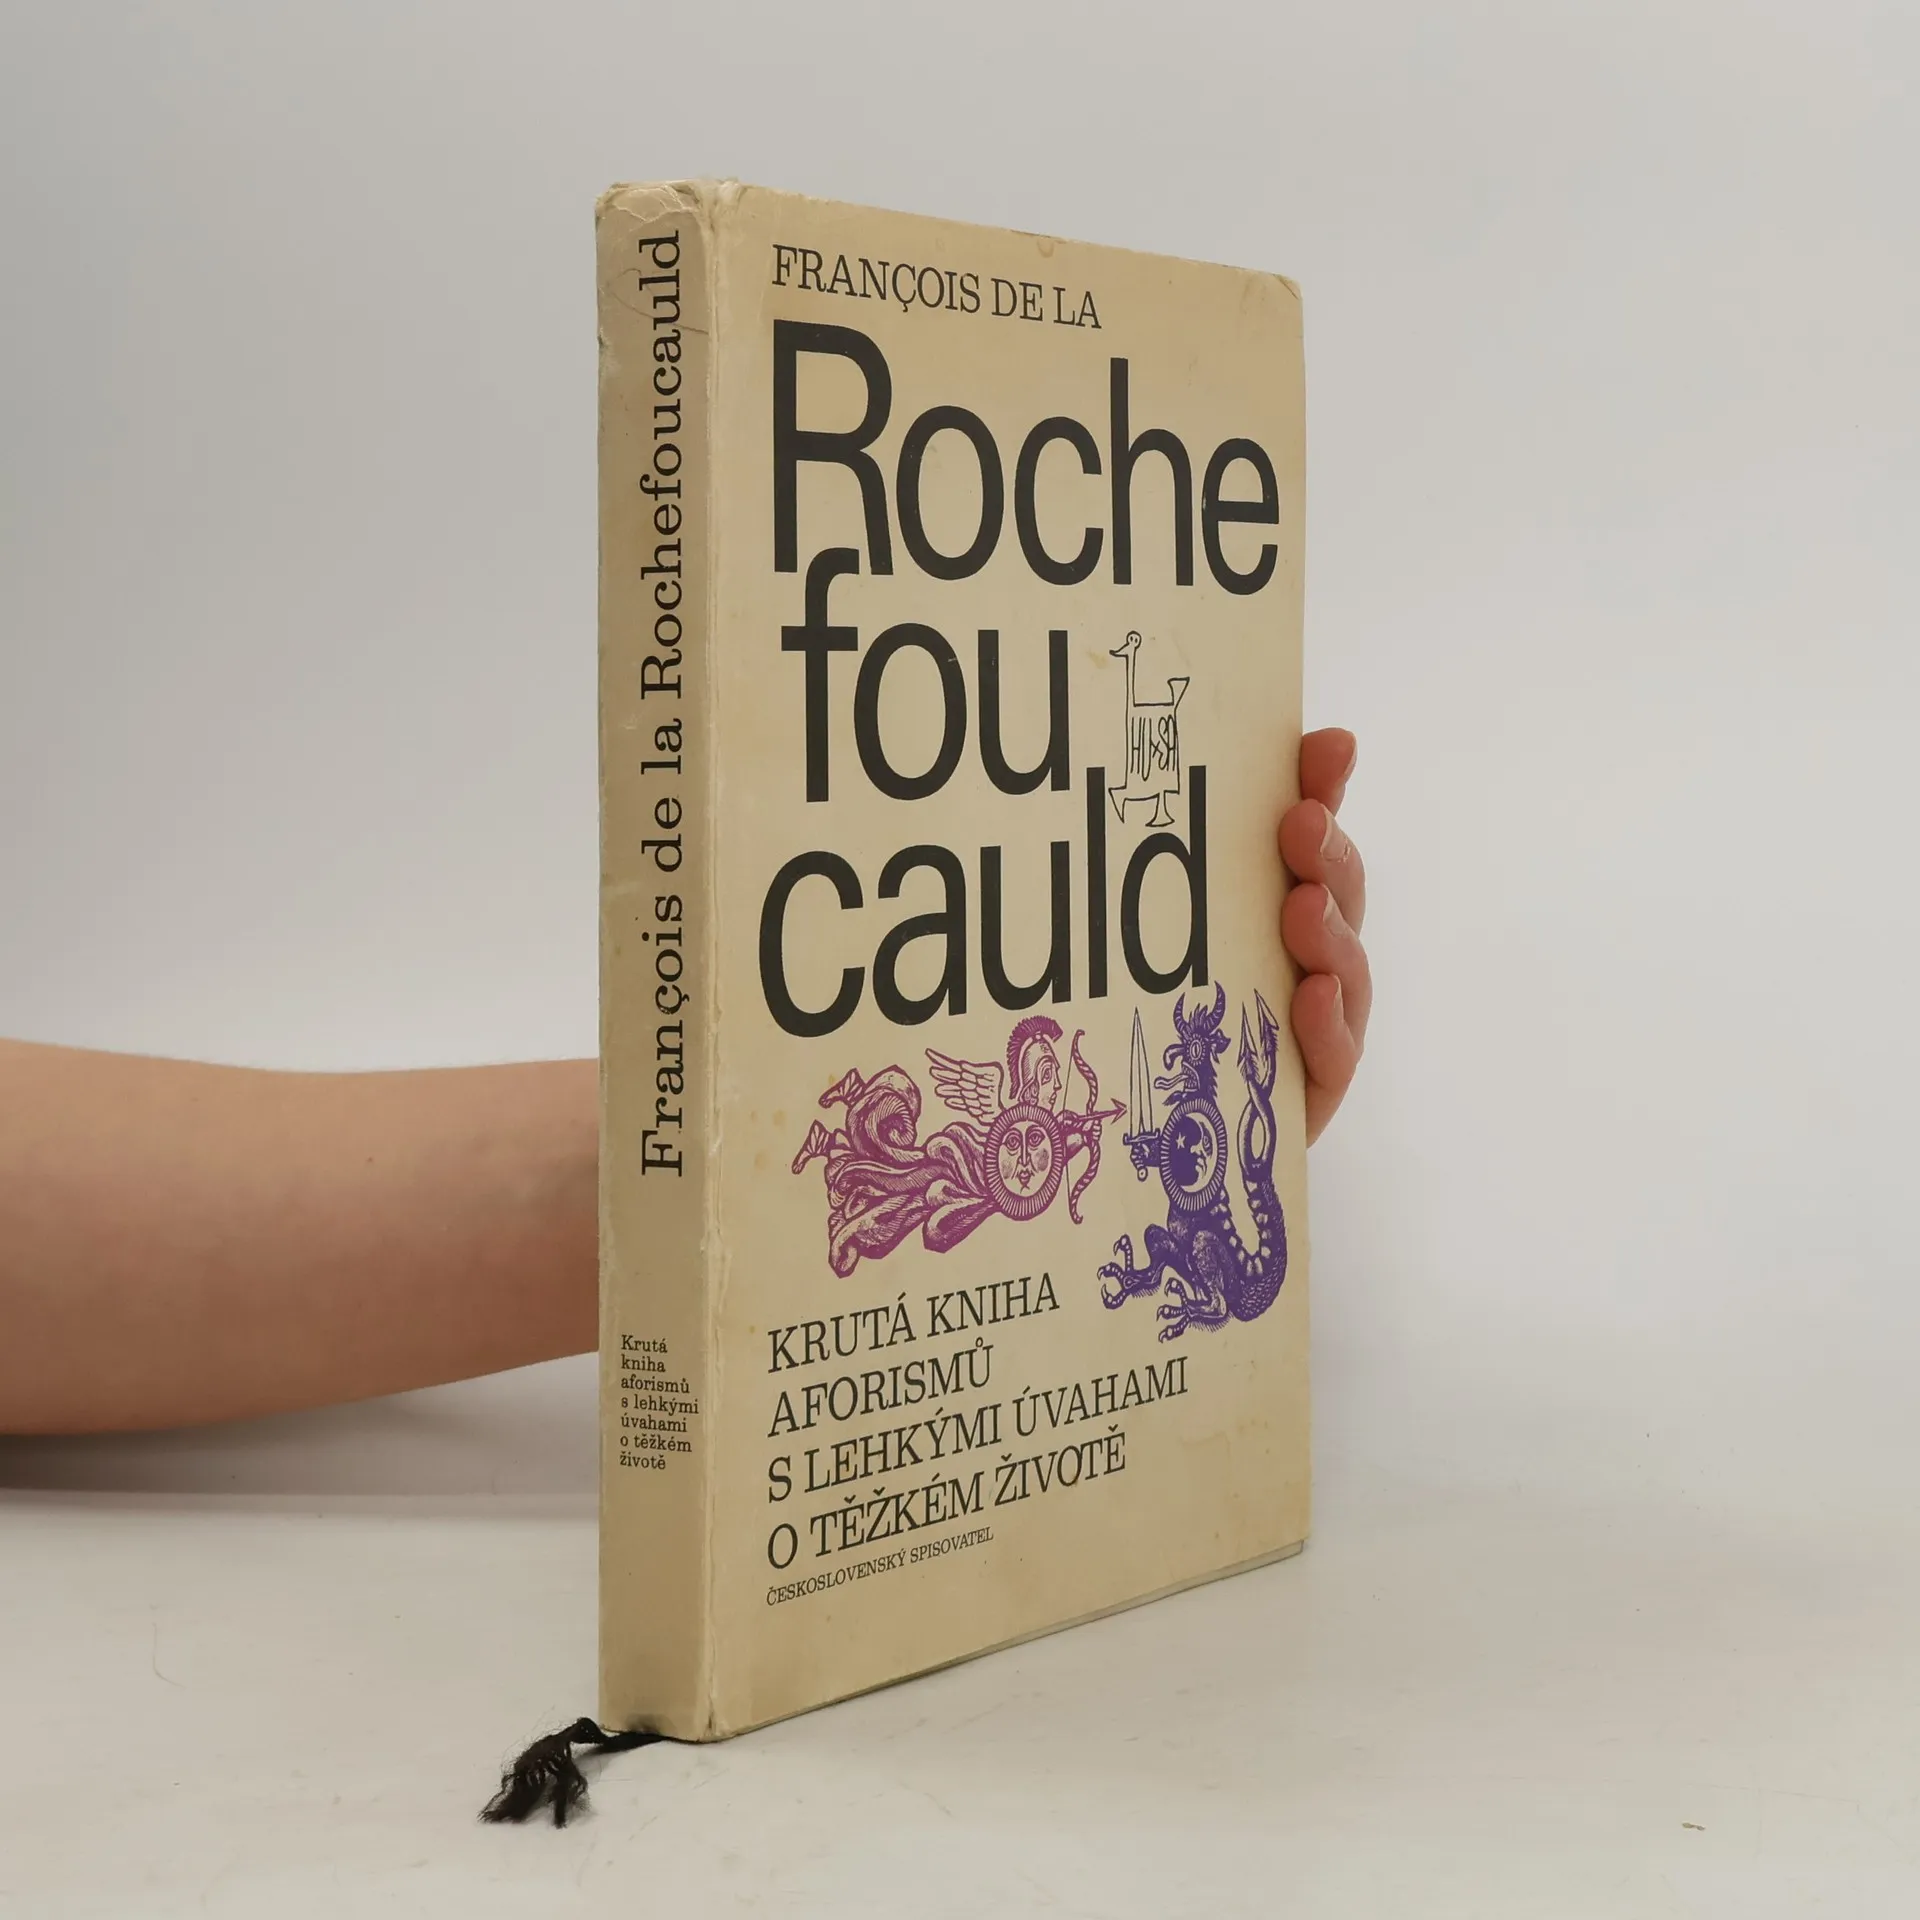 François de la Rochefoucauld
Krutá
kniha
aforismů
s lehkými
úvahami
o těžkém
životě
FRANÇOIS DE LA
Roche
fou
cauld
KRUTÁ KNIHA
AFORISMŮ
S LEHKÝMI ÚVAHAMI
O TĚŽKÉM ŽIVOTĚ
ČESKOSLOVENSKÝ SPISOVATEL